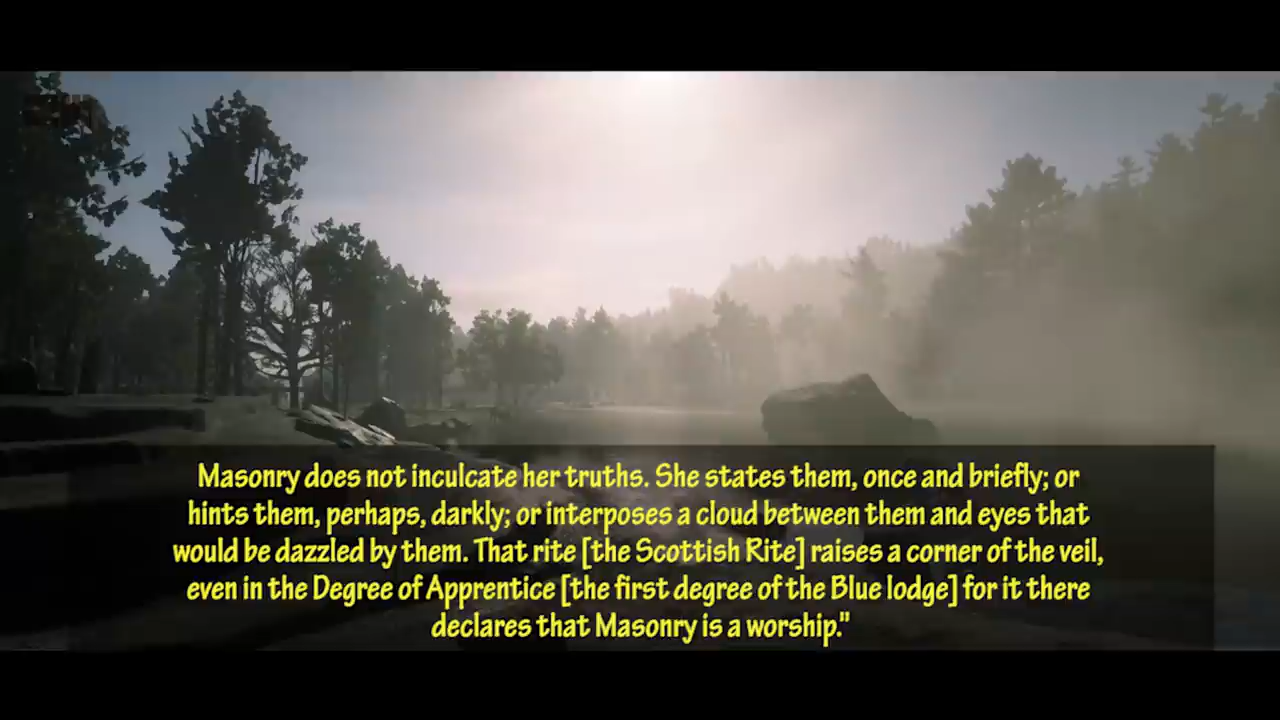 Masonry does not inculcate her truths. She states them, once and briefly; or
hints them, perhaps, darkly; or interposes a cloud between them and eyes that
would be dazzled by them. That rite [the Scottish Rite] raises a corner of the veil,
even in the Degree of Apprentice [the first degree of the Blue lodge] for it there
declares that Masonry is a worship."